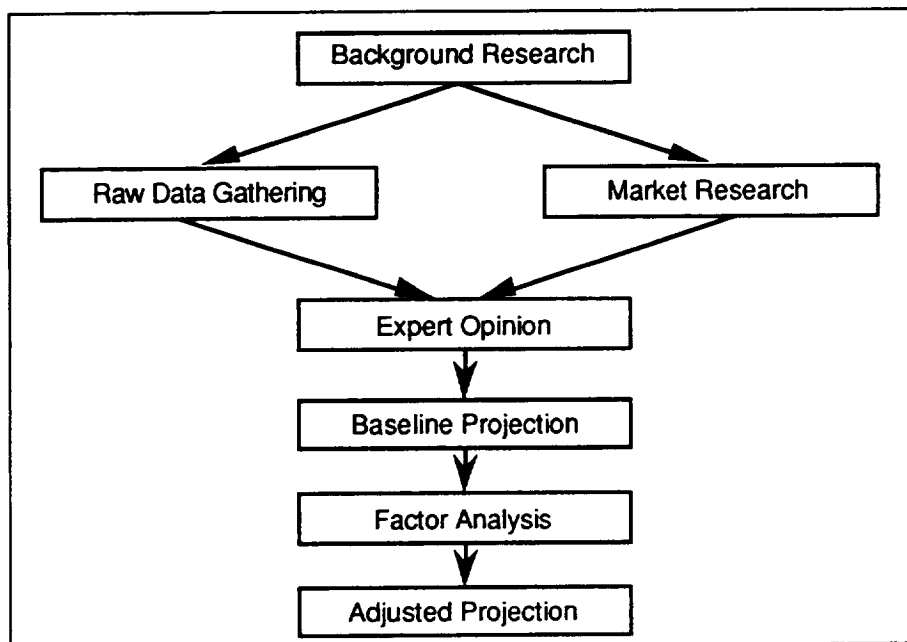 Background Research
Raw Data Gathering
Market Research
Expert Opinion
Baseline Projection
Factor Analysis
Adjusted Projection